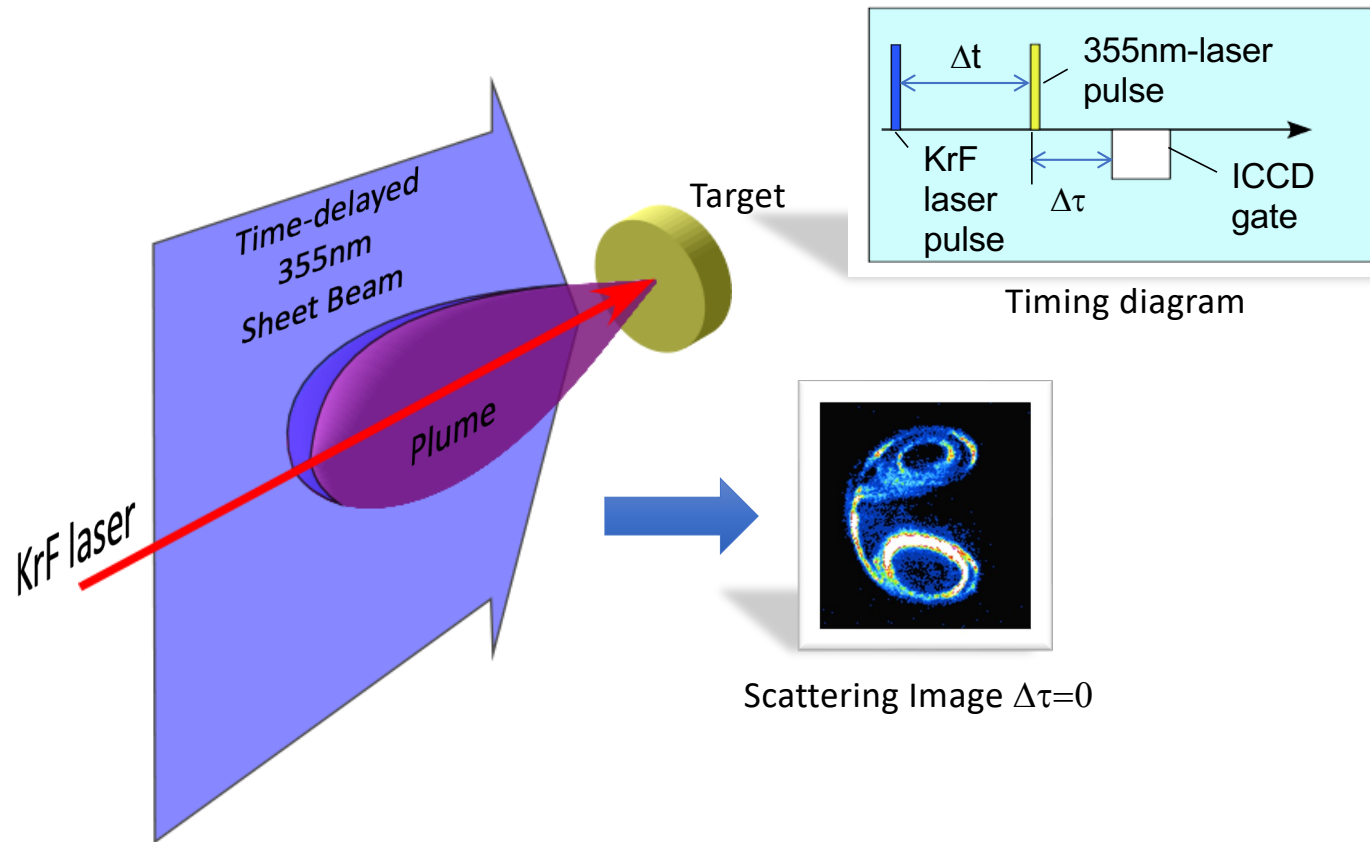 Time-delayed
355nm
Sheet Beam
Plume
KrF laser
Target
Δt
355nm-laser
pulse
KrF
laser
pulse
Δτ
ICCD
gate
Timing diagram
Scattering Image Δτ=0